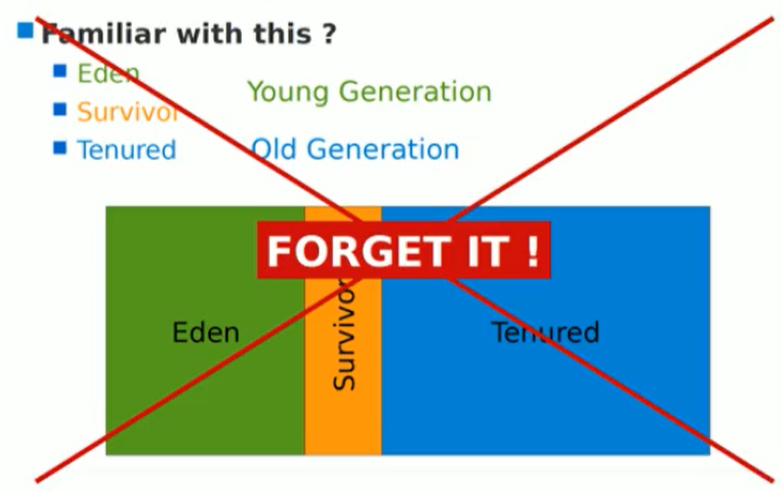 Familiar with this ?
Eden
Survivor
Young Generation
Tenured
Old Generation
FORGET IT !
Eden
Survivor
Tenured